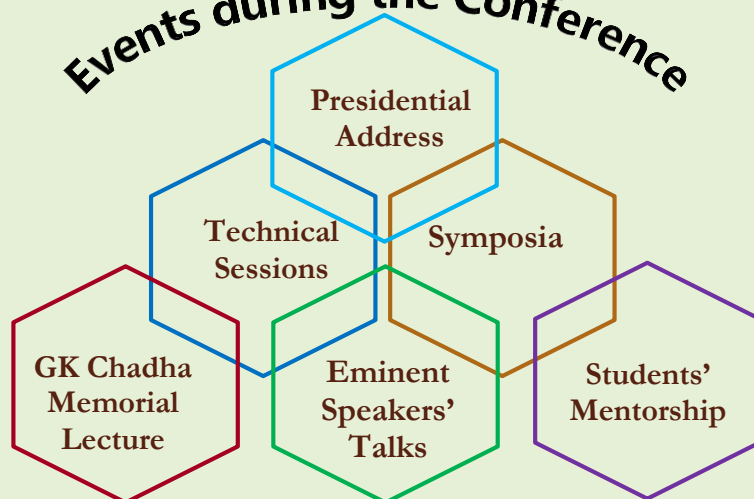 Events during the Conference
Presidential
Address
Technical
Sessions
Symposia
GK Chadha
Memorial
Lecture
Eminent
Speakers’
Talks
Students’
Mentorship